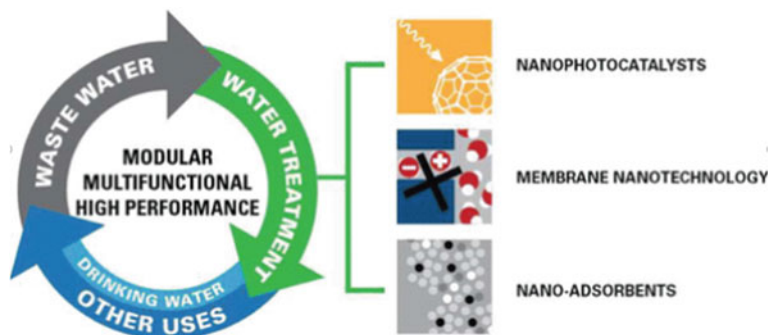 WASTE WATER
WATER TREATMENT
MODULAR
MULTIFUNCTIONAL
HIGH PERFORMANCE
DRINKING WATER
OTHER USES
NANOPHOTOCATALYSTS
MEMBRANE NANOTECHNOLOGY
NANO-ADSORBENTS